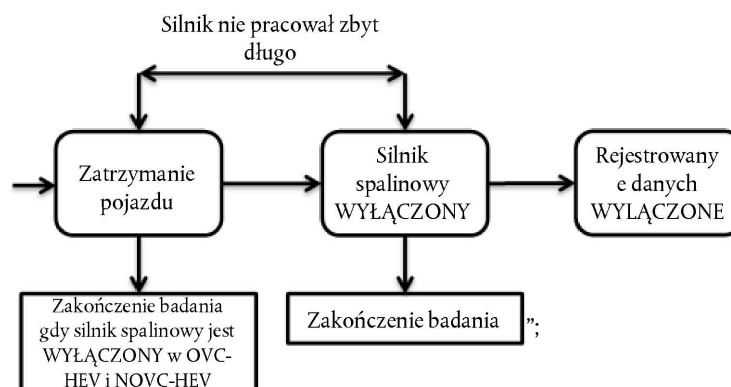 Silnik nie pracował zbyt
długo
Zatrzymanie
pojazdu
Silnik
spalinowy
WYŁĄCZONY
Rejestrowany
e danych
WYLĄCZONE
Zakończenie badania
gdy silnik spalinowy jest
WYŁĄCZONY w OVC-
HEV i NOVC-HEV
Zakończenie badania ”;